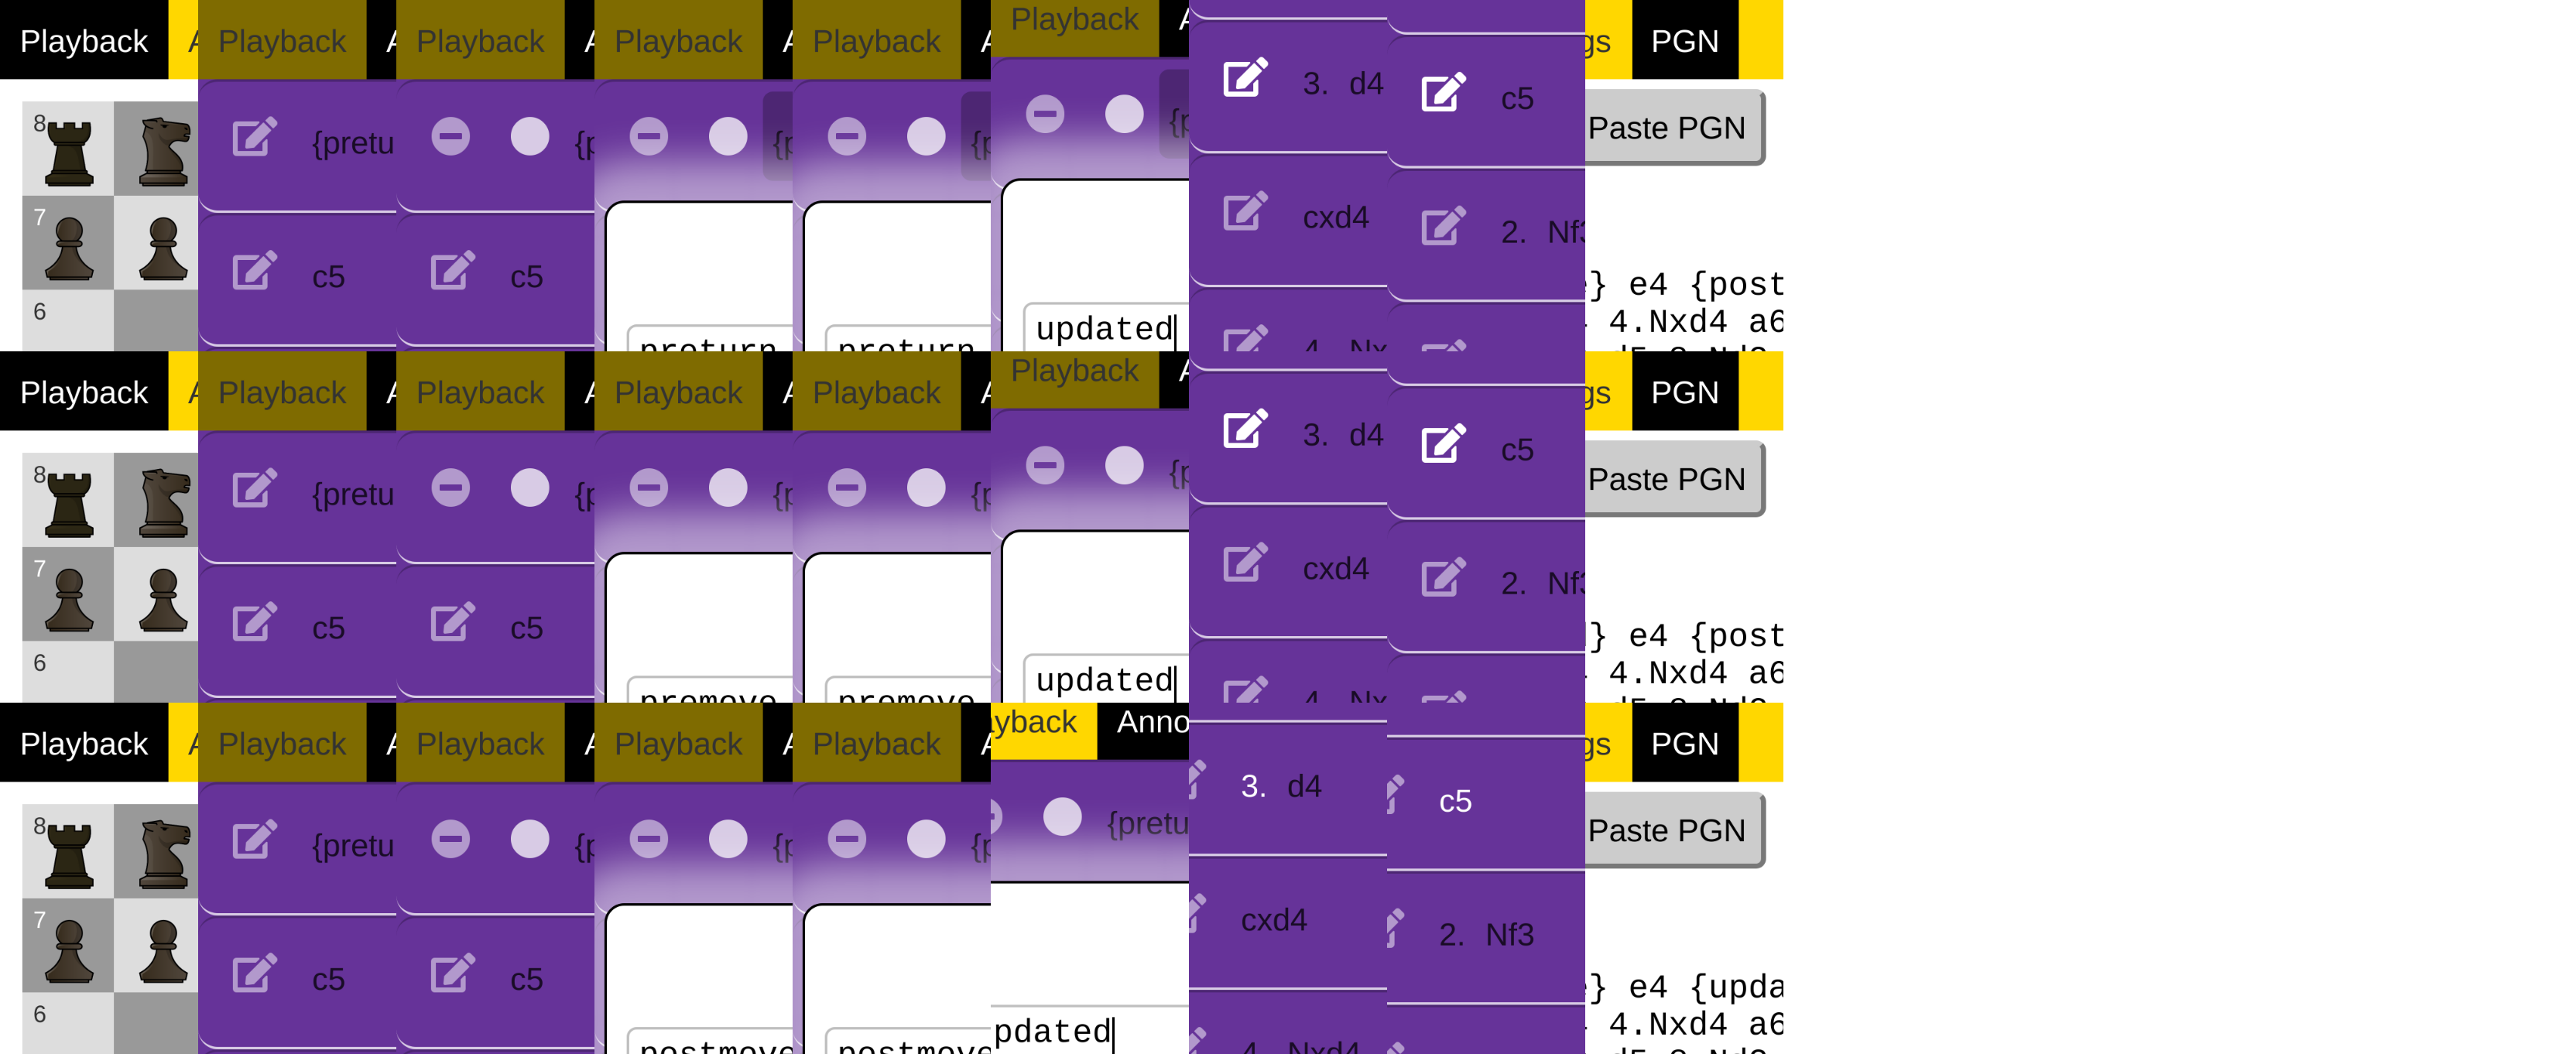 Playback Playback Playback Playback Playback Playback
8 {pretu 3. d4 c5 gs PGN
Paste PGN
7 c5 c5 cxd4 2. Nf3
6 updated } e4 {post
preturn preturn 4. Nx 4.Nxd4 a6
Playback Playback Playback Playback Playback Playback
8 {pretu 3. d4 c5 gs PGN
Paste PGN
7 c5 c5 cxd4 2. Nf3
6 updated } e4 {post
premove premove 4. Nx 4.Nxd4 a6
Playback Playback Playback Playback Playback yback Anno
8 {pretu {pretu 3. d4 c5 gs PGN
Paste PGN
7 c5 c5 cxd4 2. Nf3
6 pdated } e4 {upda
postmove postmove 4. Nxd4 4.Nxd4 a6